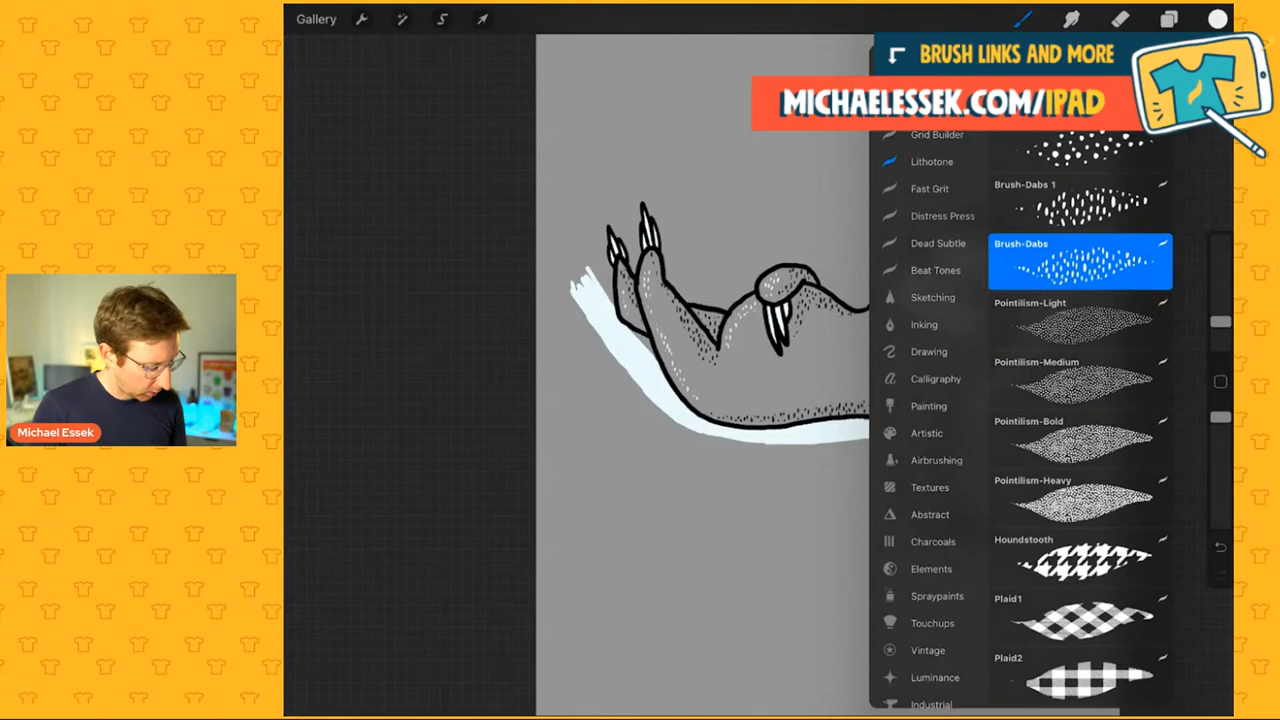 Gallery
BRUSH LINKS AND MORE
MICHAELESSEK.COM/IPAD
Grid Builder
Lithotone
Fast Grit
Distress Press
Dead Subtle
Beat Tones
Sketching
Inking
Drawing
Calligraphy
Painting
Artistic
Airbrushing
Textures
Abstract
Charcoals
Elements
Spraypaints
Touchups
Vintage
Luminance
Industrial
Brush-Dabs 1
Brush-Dabs
Pointilism-Light
Pointilism-Medium
Pointilism-Bold
Pointilism-Heavy
Houndstooth
Plaid1
Plaid2
Michael Essek